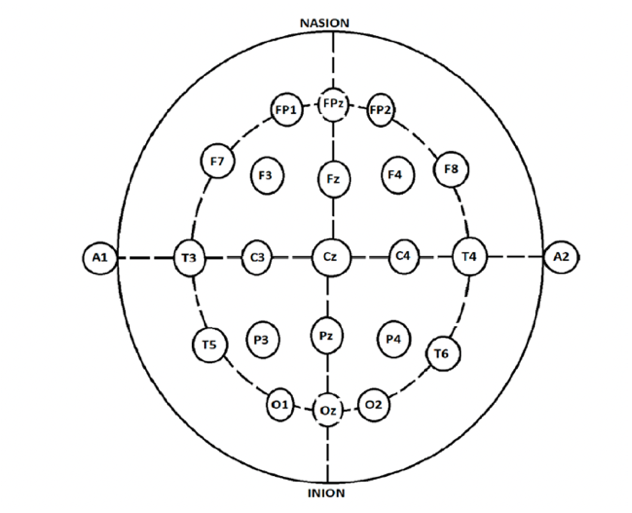 NASION
FP1 FPz FP2
F7 F3 Fz F4 F8
A1 T3 C3 Cz C4 T4 A2
T5 P3 Pz P4 T6
O1 Oz O2
INION